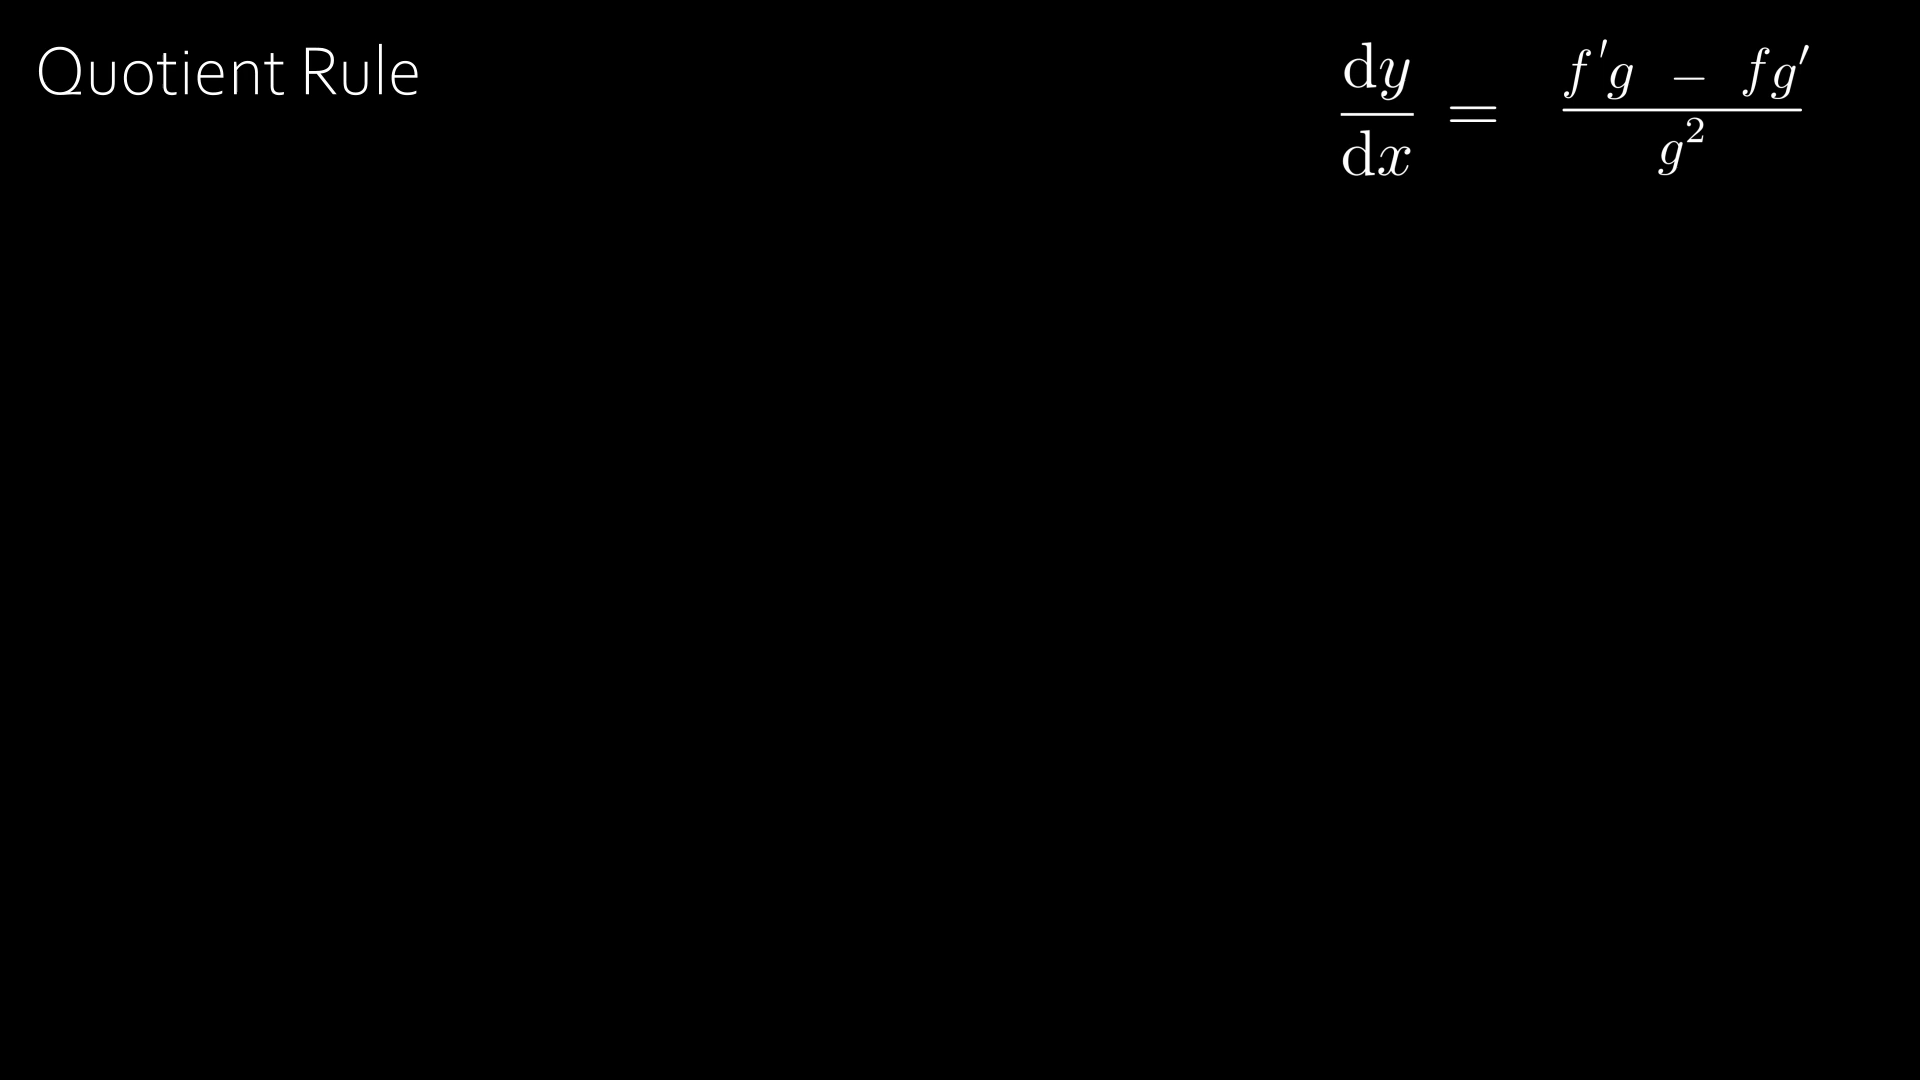 Quotient Rule
dy/dx = (f'g − fg')/g²